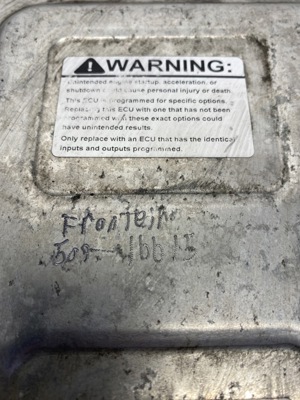 WARNING:
Unintended engine startup, acceleration, or
shutdown could cause personal injury or death.
This ECU is programmed for specific options.
Replacing this ECU with one that has not been
programmed with these exact options could
have unintended results.
Only replace with an ECU that has the identical
inputs and outputs programmed.